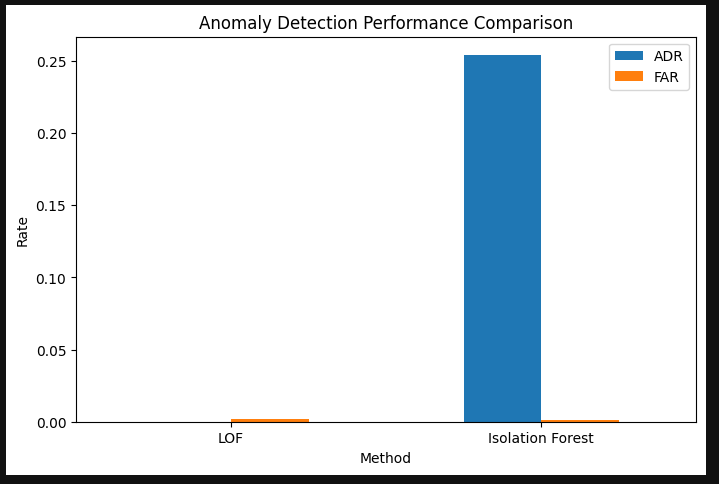 Anomaly Detection Performance Comparison
ADR
FAR
0.25
0.20
0.15
0.10
0.05
0.00
Rate
LOF
Isolation Forest
Method